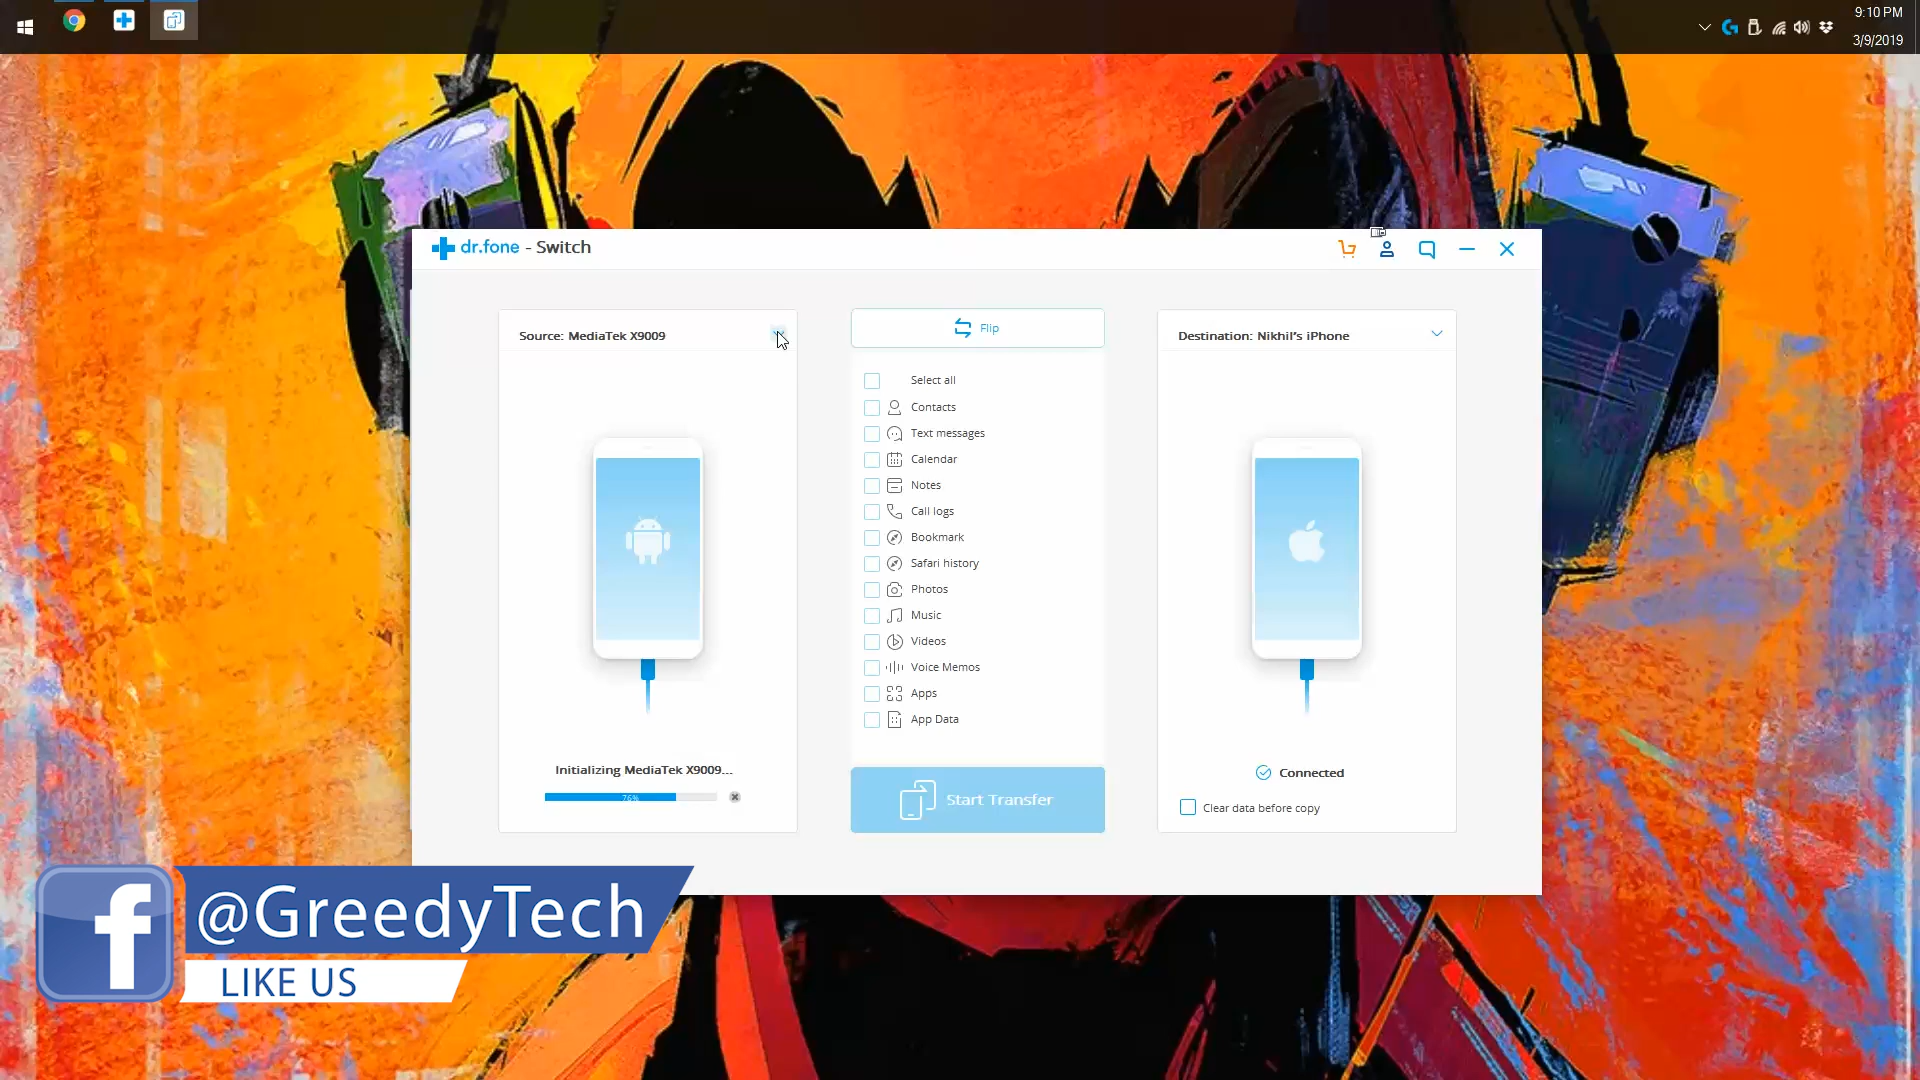 9:10 PM
3/9/2019
dr.fone - Switch
Source: MediaTek X9009
Flip
Destination: Nikhil's iPhone
Select all
Contacts
Text messages
Calendar
Notes
Call logs
Bookmark
Safari history
Photos
Music
Videos
Voice Memos
Apps
App Data
Initializing MediaTek X9009...
76%
Start Transfer
Connected
Clear data before copy
@GreedyTech
LIKE US